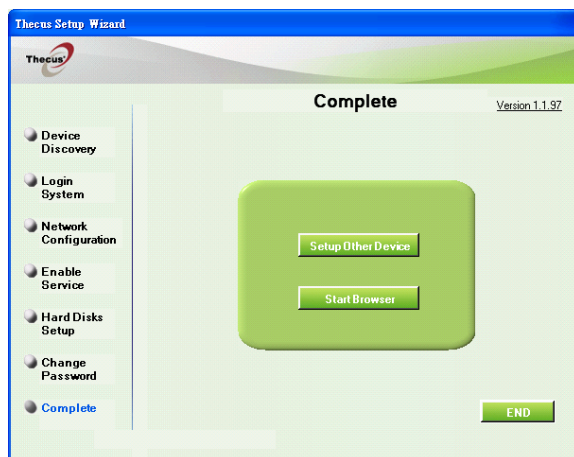 Thecus Setup Wizard
Thecus
Complete
Version 1.1.97
Device
Discovery
Login
System
Network
Configuration
Enable
Service
Hard Disks
Setup
Change
Password
Complete
Setup Other Device
Start Browser
END